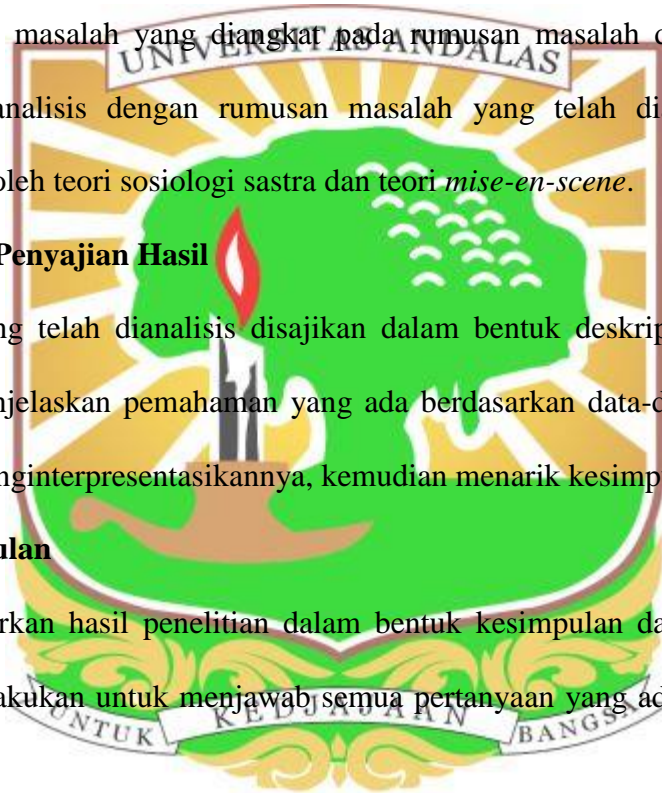 masalah yang diangkat pada rumusan masalah d
UNIVERSITAS ANDALAS
analisis dengan rumusan masalah yang telah dia
oleh teori sosiologi sastra dan teori mise-en-scene.
Penyajian Hasil
ng telah dianalisis disajikan dalam bentuk deskrip
njelaskan pemahaman yang ada berdasarkan data-d
nginterpresentasikannya, kemudian menarik kesimp
ulan
rkan hasil penelitian dalam bentuk kesimpulan da
akukan untuk menjawab semua pertanyaan yang ad
UNTUK KEDJAJAAN BANGSA